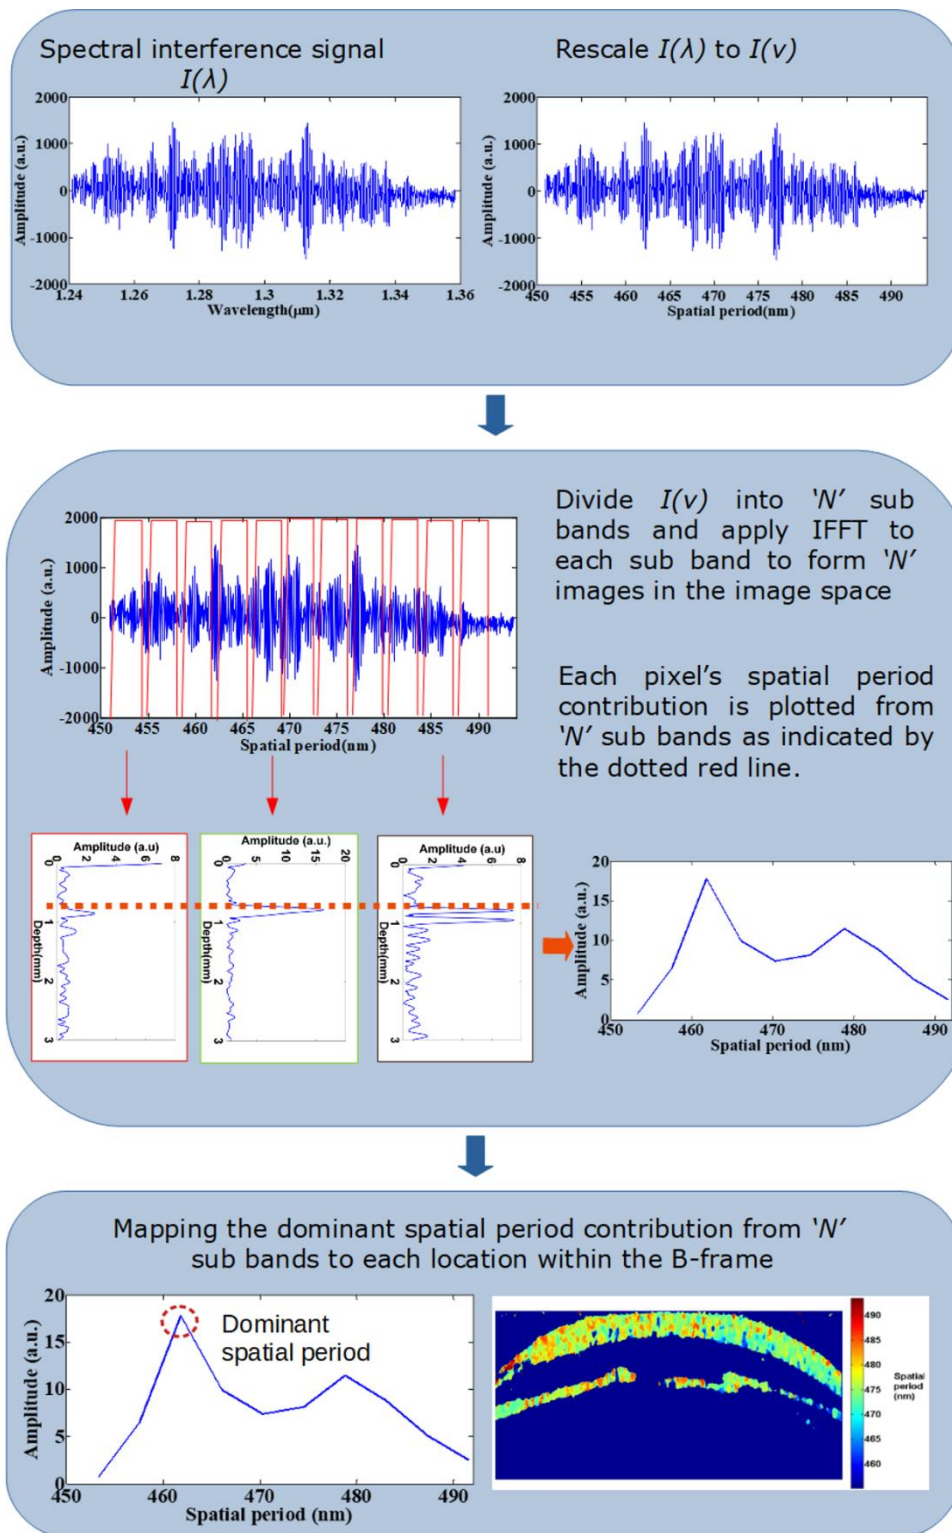 Spectral interference signal
I(λ)
Rescale I(λ) to I(ν)
2000
1000
0
-1000
-2000
Amplitude (a.u.)
1.24 1.26 1.28 1.3 1.32 1.34 1.36
Wavelength(μm)
2000
1000
0
-1000
-2000
Amplitude (a.u.)
450 455 460 465 470 475 480 485 490
Spatial period(nm)
2000
1000
0
-1000
-2000
Amplitude (a.u.)
450 455 460 465 470 475 480 485 490
Spatial period(nm)
Divide I(ν) into ‘N’ sub
bands and apply IFFT to
each sub band to form ‘N’
images in the image space
Each pixel’s spatial period
contribution is plotted from
‘N’ sub bands as indicated by
the dotted red line.
Amplitude (a.u)
0 2 4 6 8
0
1
2
3
Depth(mm)
Amplitude (a.u.)
0 5 10 15 20
0
1
2
3
Depth(mm)
Amplitude (a.u)
0 2 4 6 8
0
1
2
3
Depth(mm)
20
15
10
5
0
Amplitude (a.u.)
450 460 470 480 490
Spatial period (nm)
Mapping the dominant spatial period contribution from ‘N’
sub bands to each location within the B-frame
20
15
10
5
0
Amplitude (a.u.)
450 460 470 480 490
Spatial period (nm)
Dominant
spatial period
490
485
480
475
470
465
460
Spatial
period
(nm)